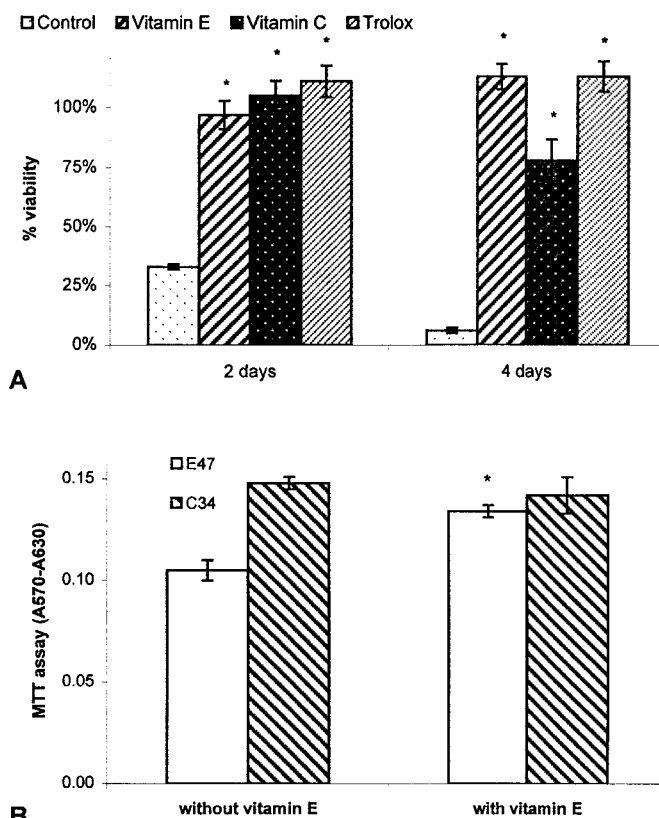 Control Vitamin E Vitamin C Trolox
* * * * * *
100%
75%
50%
25%
0%
% viability
2 days 4 days
A
0.15
0.10
0.05
0.00
MTT assay (A570-A630)
E47
C34
*
without vitamin E with vitamin E
B